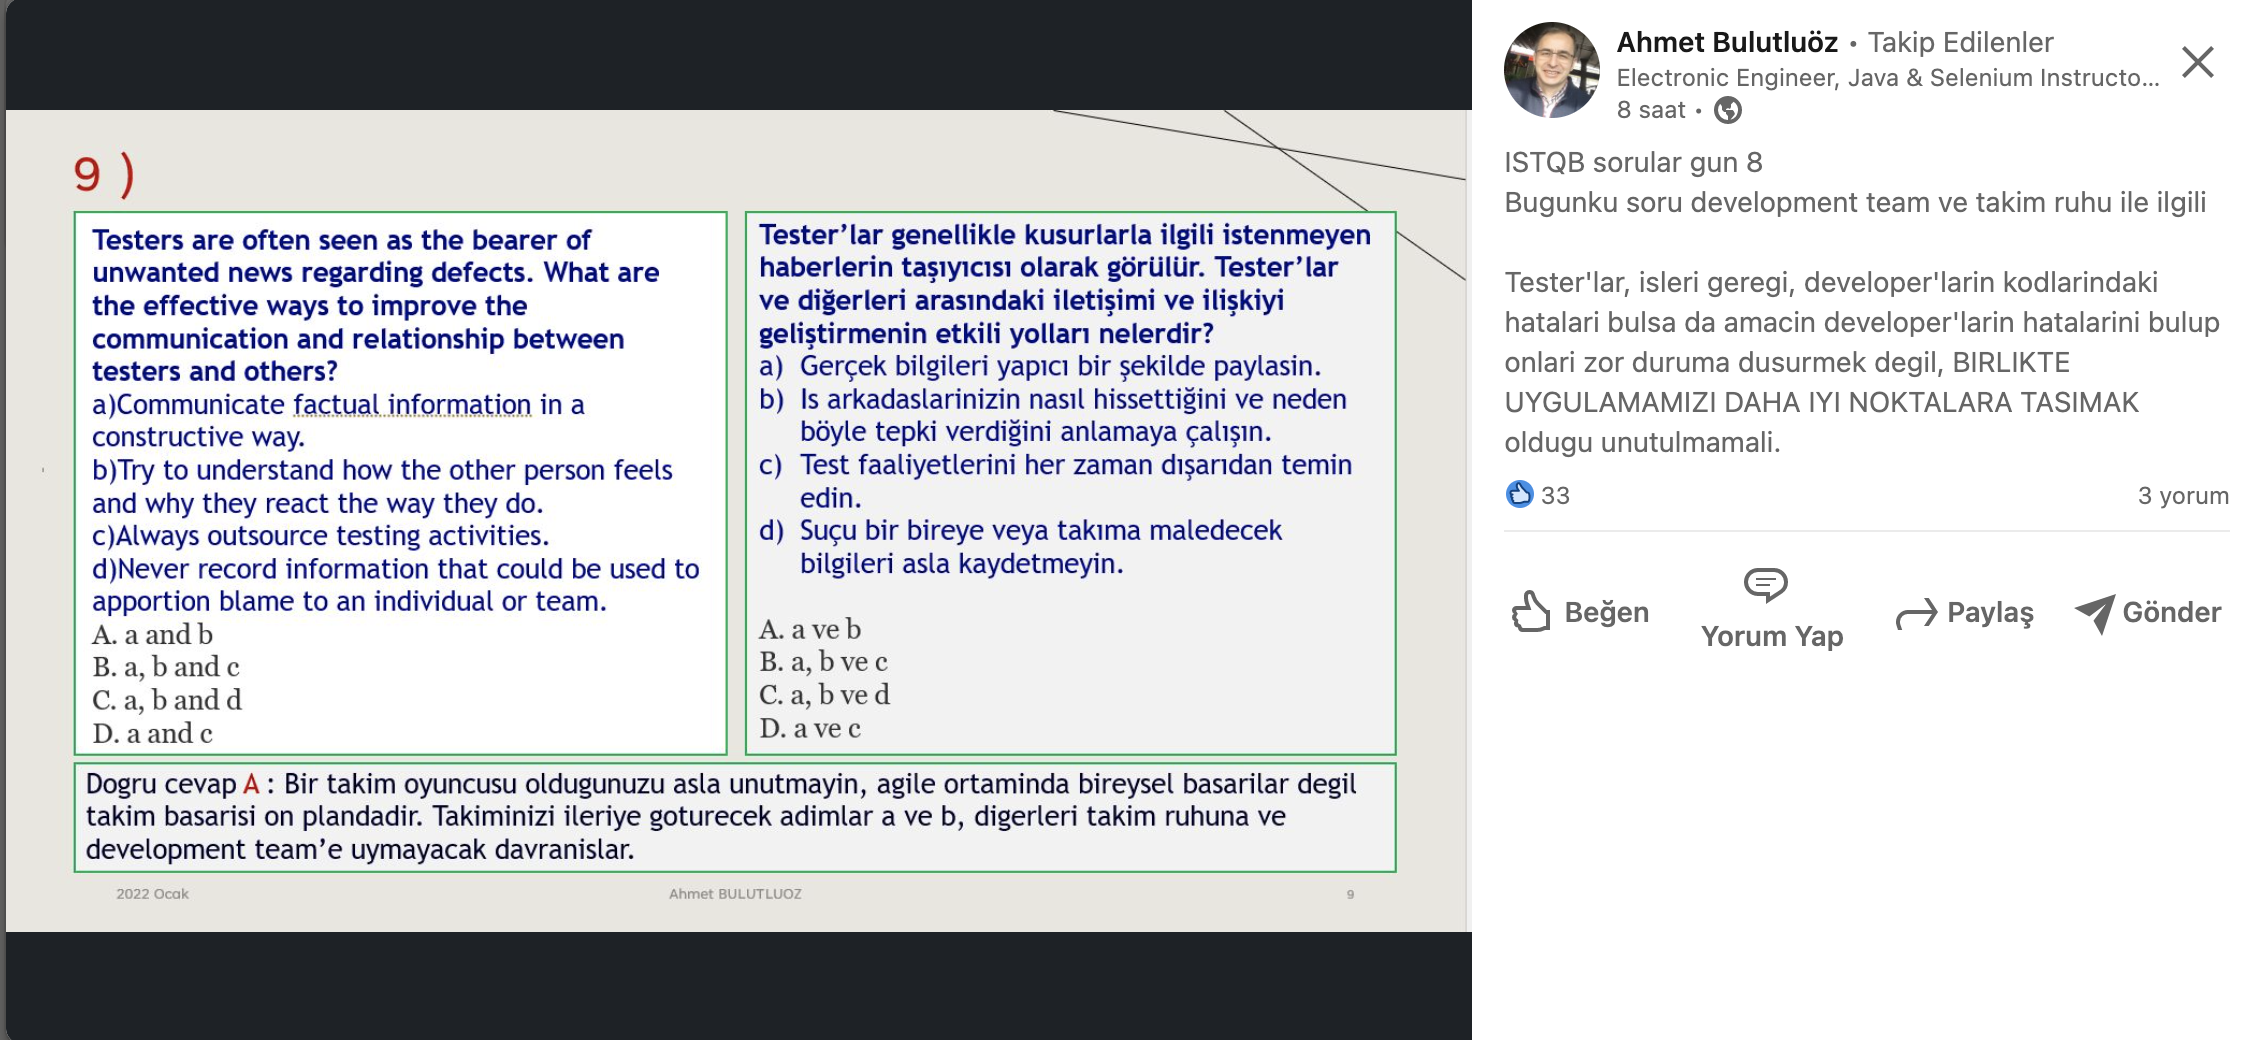 9 )
Testers are often seen as the bearer of
unwanted news regarding defects. What are
the effective ways to improve the
communication and relationship between
testers and others?
a)Communicate factual information in a
constructive way.
b)Try to understand how the other person feels
and why they react the way they do.
c)Always outsource testing activities.
d)Never record information that could be used to
apportion blame to an individual or team.
A. a and b
B. a, b and c
C. a, b and d
D. a and c
Tester’lar genellikle kusurlarla ilgili istenmeyen
haberlerin taşıyıcısı olarak görülür. Tester’lar
ve diğerleri arasındaki iletişimi ve ilişkiyi
geliştirmenin etkili yolları nelerdir?
a) Gerçek bilgileri yapıcı bir şekilde paylasin.
b) Is arkadaslarinizin nasıl hissettiğini ve neden
böyle tepki verdiğini anlamaya çalışın.
c) Test faaliyetlerini her zaman dışarıdan temin
edin.
d) Suçu bir bireye veya takıma maledecek
bilgileri asla kaydetmeyin.
A. a ve b
B. a, b ve c
C. a, b ve d
D. a ve c
Dogru cevap A : Bir takim oyuncusu oldugunuzu asla unutmayin, agile ortaminda bireysel basarilar degil
takim basarisi on plandadir. Takiminizi ileriye goturecek adimlar a ve b, digerleri takim ruhuna ve
development team’e uymayacak davranislar.
2022 Ocak
Ahmet BULUTLUOZ
9
Ahmet Bulutluöz • Takip Edilenler
Electronic Engineer, Java & Selenium Instructo...
8 saat •
ISTQB sorular gun 8
Bugunku soru development team ve takim ruhu ile ilgili
Tester'lar, isleri geregi, developer'larin kodlarindaki
hatalari bulsa da amacin developer'larin hatalarini bulup
onlari zor duruma dusurmek degil, BIRLIKTE
UYGULAMAMIZI DAHA IYI NOKTALARA TASIMAK
oldugu unutulmamali.
33
3 yorum
Beğen
Yorum Yap
Paylaş
Gönder